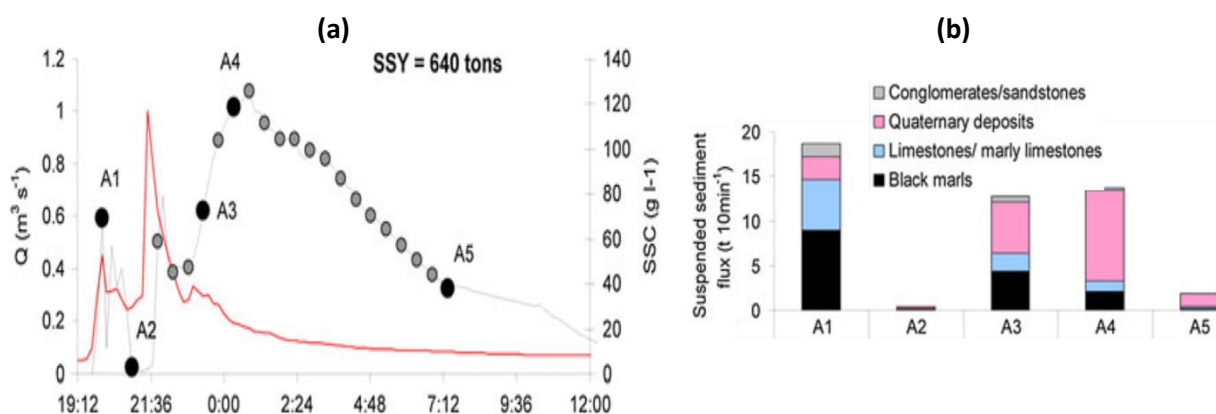 (a)
(b)
SSY = 640 tons
A1
A2
A3
A4
A5
Q (m³ s⁻¹)
1.2
1
0.8
0.6
0.4
0.2
0
140
120
100
80
60
40
20
0
SSC (g l-1)
19:12 21:36 0:00 2:24 4:48 7:12 9:36 12:00
Conglomerates/sandstones
Quaternary deposits
Limestones/ marly limestones
Black marls
Suspended sediment
flux (t 10min⁻¹)
20
15
10
5
0
A1 A2 A3 A4 A5